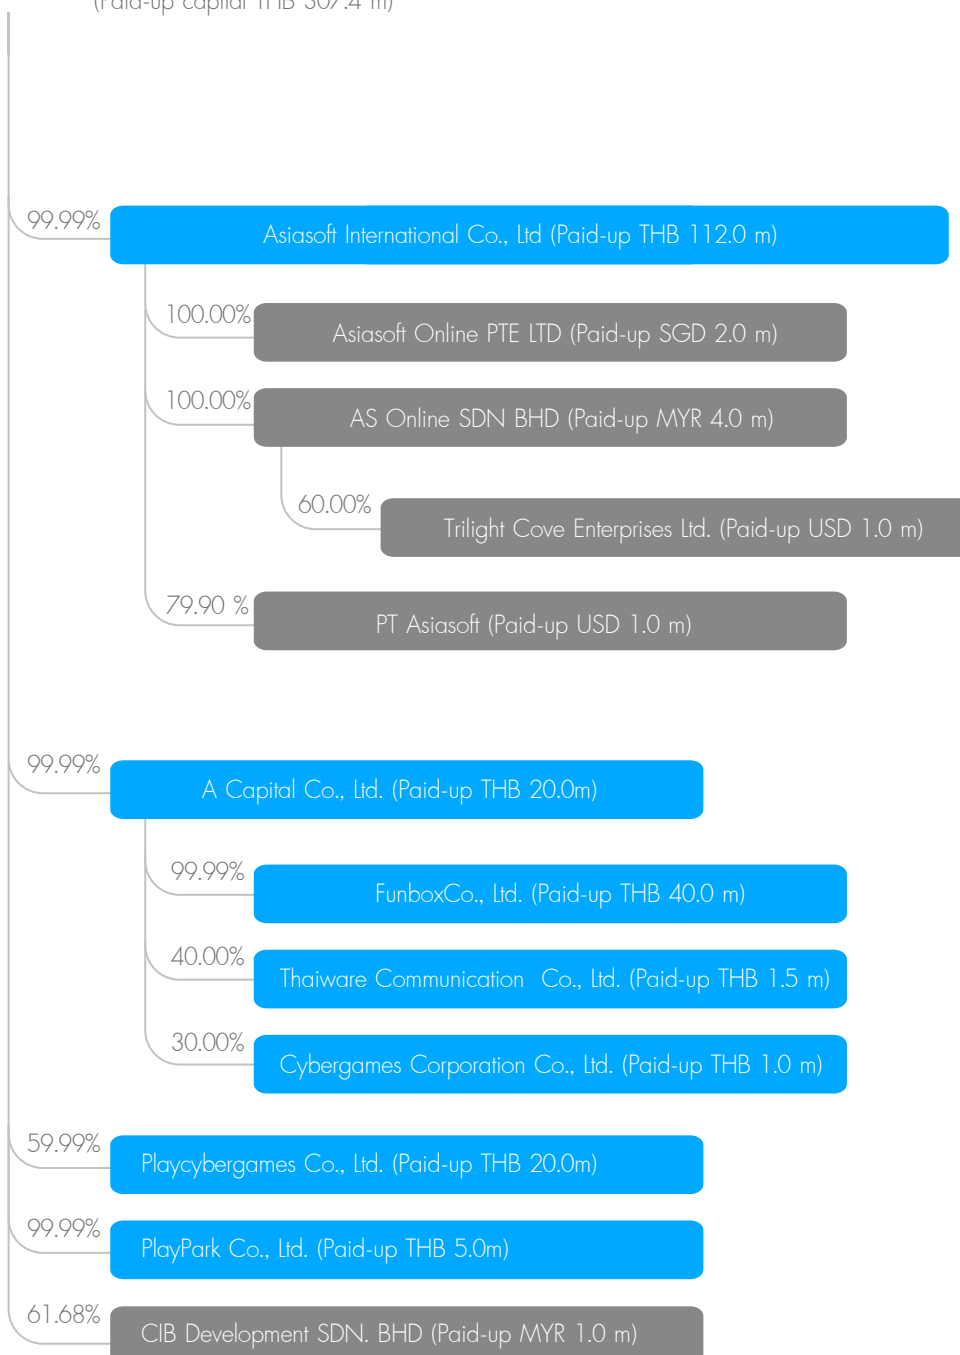 (Paid-up capital THB 307.4 m)
99.99%
Asiasoft International Co., Ltd (Paid-up THB 112.0 m)
100.00%
Asiasoft Online PTE LTD (Paid-up SGD 2.0 m)
100.00%
AS Online SDN BHD (Paid-up MYR 4.0 m)
60.00%
Trilight Cove Enterprises Ltd. (Paid-up USD 1.0 m)
79.90 %
PT Asiasoft (Paid-up USD 1.0 m)
99.99%
A Capital Co., Ltd. (Paid-up THB 20.0m)
99.99%
FunboxCo., Ltd. (Paid-up THB 40.0 m)
40.00%
Thaiware Communication  Co., Ltd. (Paid-up THB 1.5 m)
30.00%
Cybergames Corporation Co., Ltd. (Paid-up THB 1.0 m)
59.99%
Playcybergames Co., Ltd. (Paid-up THB 20.0m)
99.99%
PlayPark Co., Ltd. (Paid-up THB 5.0m)
61.68%
CIB Development SDN. BHD (Paid-up MYR 1.0 m)